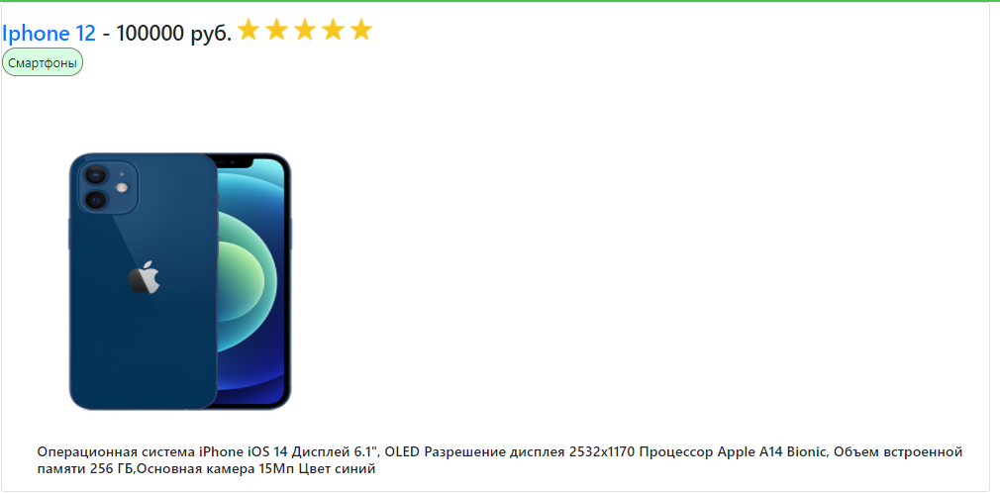 Iphone 12 - 100000 руб.
Смартфоны
Операционная система iPhone iOS 14 Дисплей 6.1", OLED Разрешение дисплея 2532x1170 Процессор Apple A14 Bionic, Объем встроенной
памяти 256 ГБ,Основная камера 15Мп Цвет синий